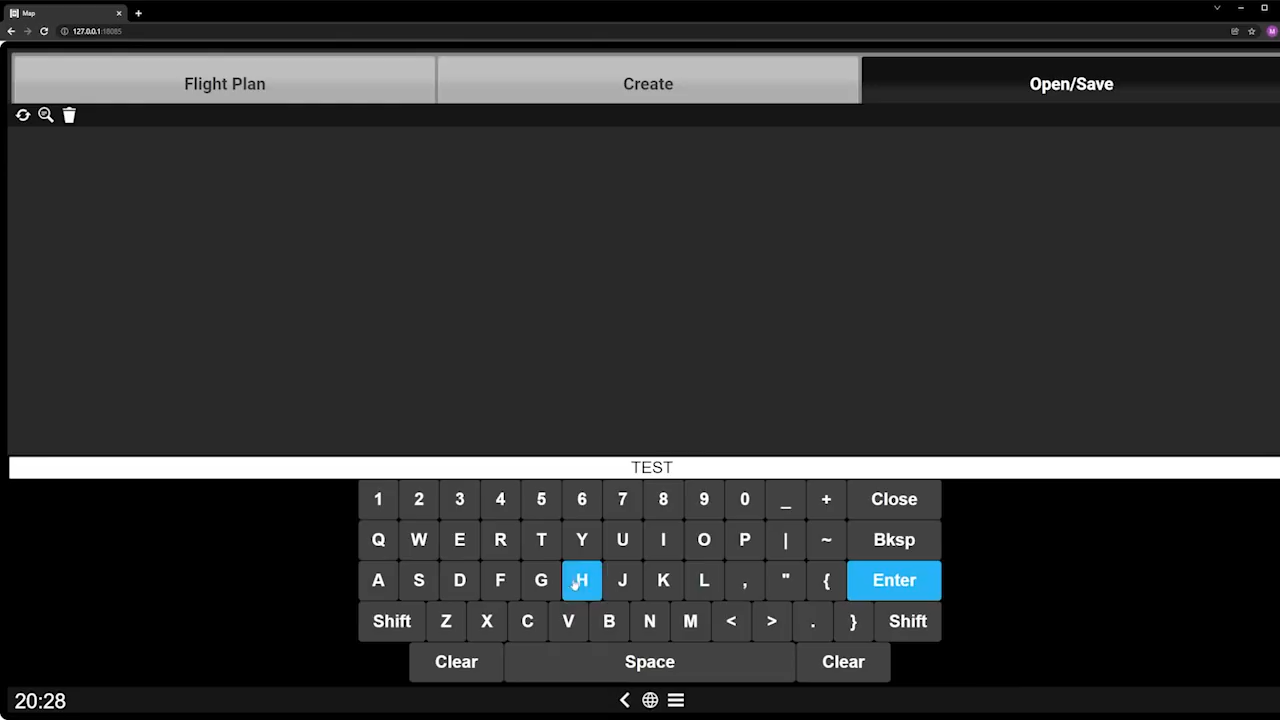 Map
127.0.0.1:18085
M
Flight Plan Create Open/Save
TEST
1 2 3 4 5 6 7 8 9 0 _ + Close
Q W E R T Y U I O P | ~ Bksp
A S D F G H J K L , " { Enter
Shift Z X C V B N M < > . } Shift
Clear Space Clear
20:28